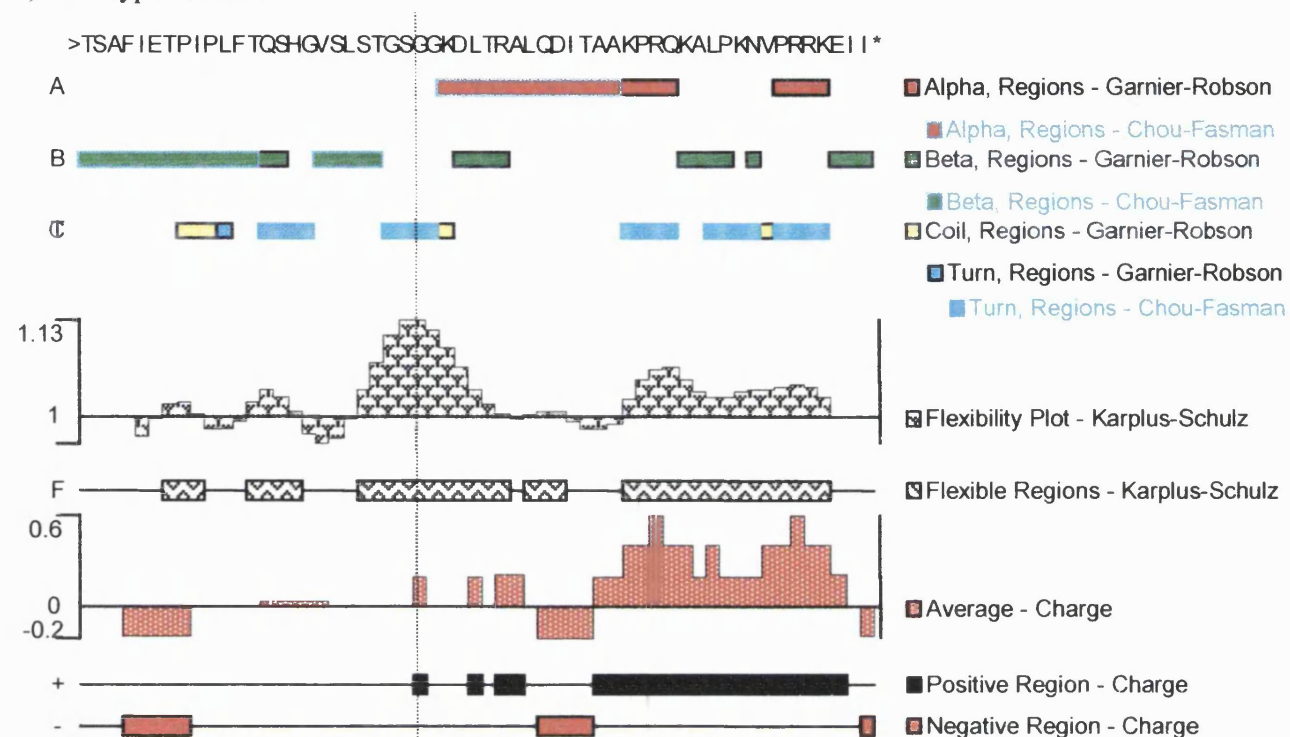 >TSAFIETPIPLFTQSHGVSLSTGSGGKDLTRALQDITAAKPRQKALPKNVPRRKEII*
A
Alpha, Regions - Garnier-Robson
Alpha, Regions - Chou-Fasman
B
Beta, Regions - Garnier-Robson
Beta, Regions - Chou-Fasman
Coil, Regions - Garnier-Robson
Turn, Regions - Garnier-Robson
Turn, Regions - Chou-Fasman
1.13
1
Flexibility Plot - Karplus-Schulz
F
Flexible Regions - Karplus-Schulz
0.6
0
-0.2
Average - Charge
+
Positive Region - Charge
-
Negative Region - Charge